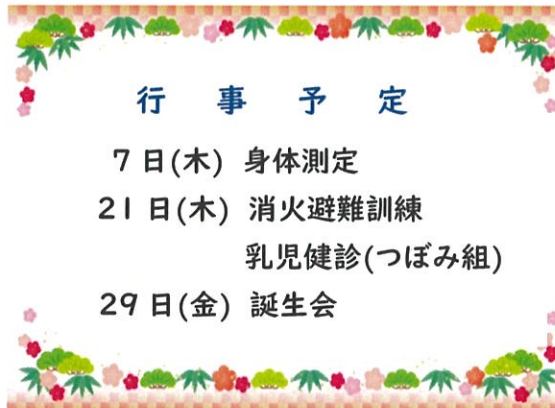 行事予定
7日(木) 身体測定
21日(木) 消火避難訓練
乳児健診(つぼみ組)
29日(金) 誕生会